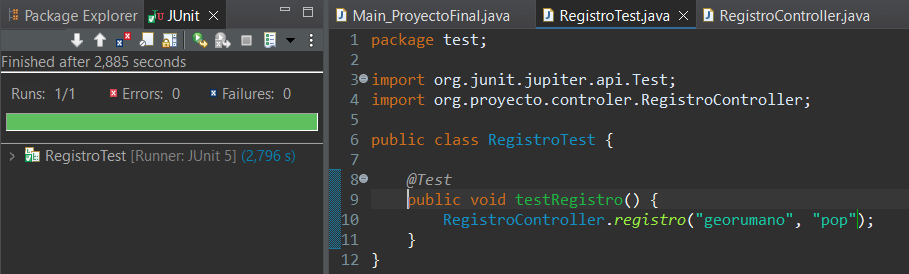 Package Explorer JUnit
Finished after 2,885 seconds
Runs: 1/1 Errors: 0 Failures: 0
RegistroTest [Runner: JUnit 5] (2,796 s)
Main_ProyectoFinal.java RegistroTest.java RegistroController.java
1 package test;
2
3 import org.junit.jupiter.api.Test;
4 import org.proyecto.controler.RegistroController;
5
6 public class RegistroTest {
7
8 @Test
9 public void testRegistro() {
10 RegistroController.registro("georumano", "pop");
11 }
12 }